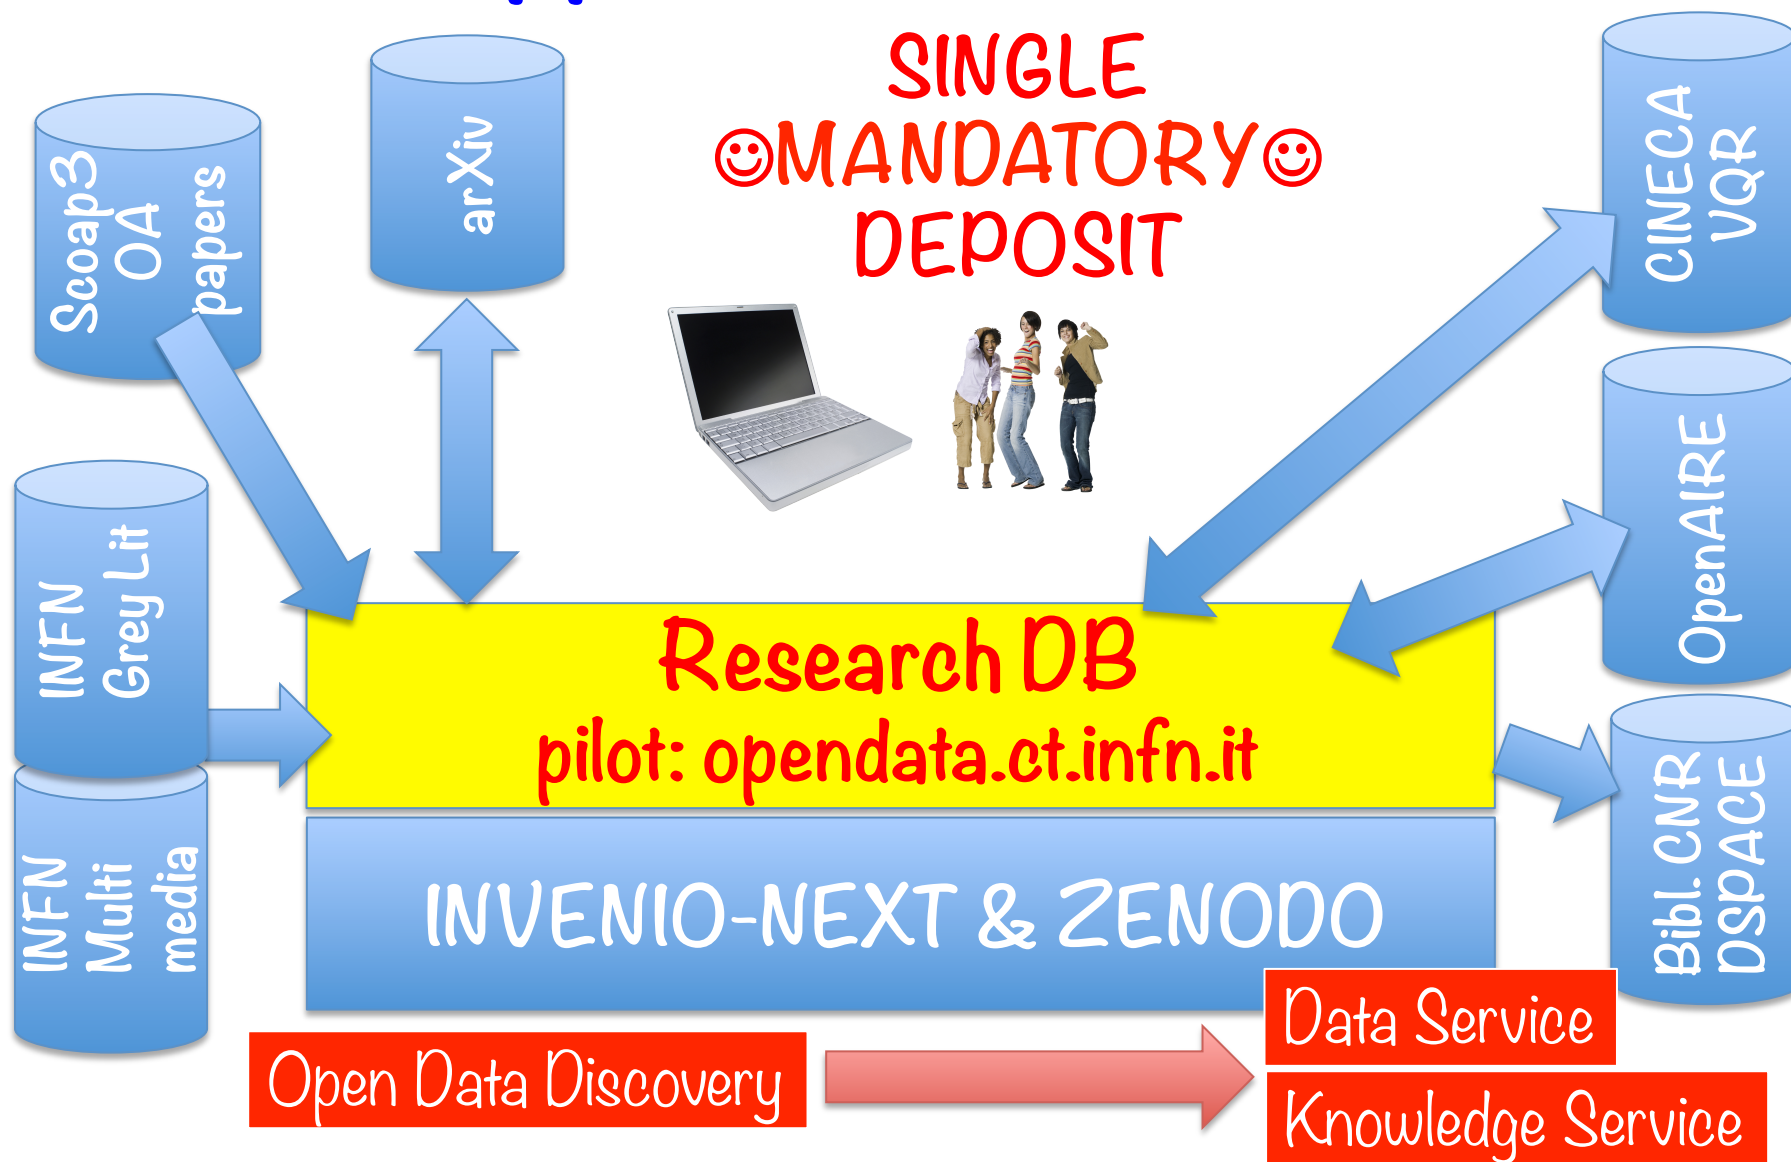 SINGLE
☺MANDATORY☺
DEPOSIT
Scoap3
OA
papers
arXiv
CINECA
VQR
INFN
Grey Lit
OpenAIRE
Research DB
pilot: opendata.ct.infn.it
INFN
Multi
media
INVENIO-NEXT & ZENODO
Bibl. CNR
DSPACE
Open Data Discovery
Data Service
Knowledge Service